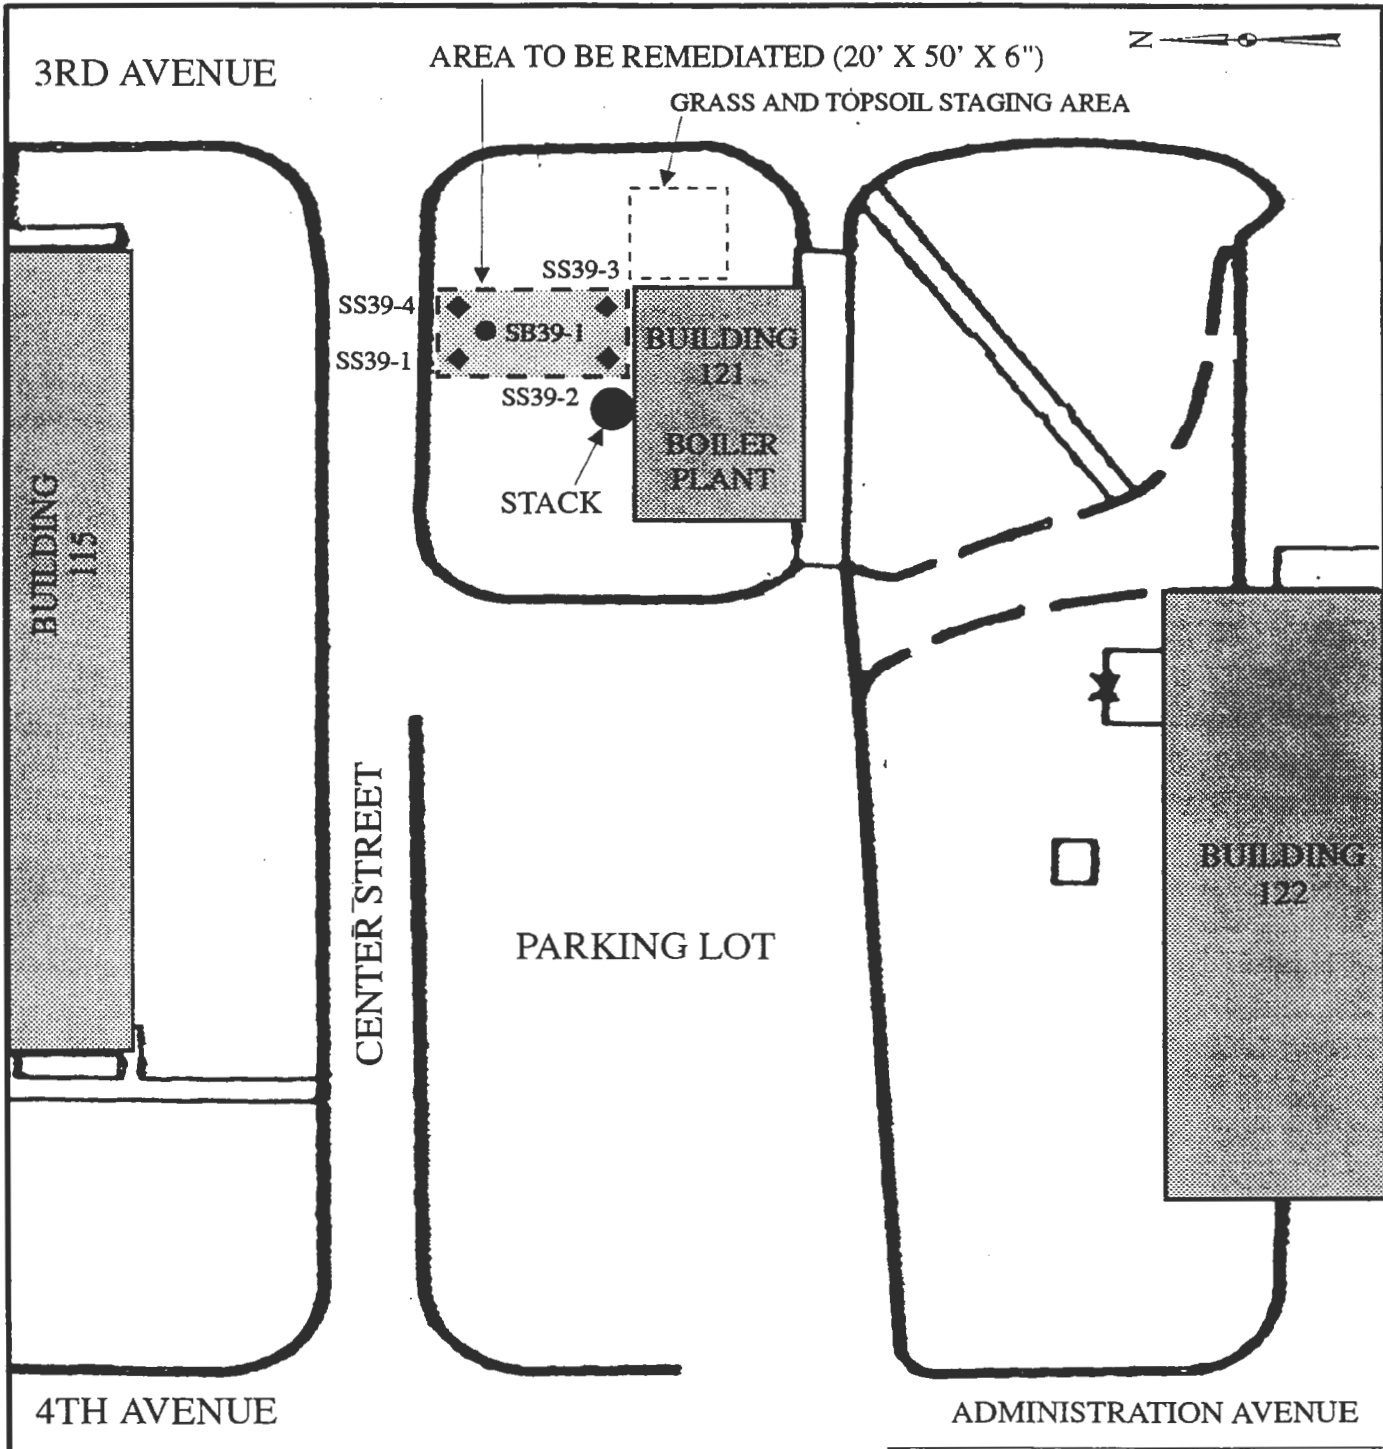 3RD AVENUE
AREA TO BE REMEDIATED (20' X 50' X 6")
N
GRASS AND TOPSOIL STAGING AREA
SS39-3
SS39-4
SB39-1
SS39-1
SS39-2
BUILDING
121
BOILER
PLANT
STACK
BUILDING
115
CENTER STREET
PARKING LOT
BUILDING
122
4TH AVENUE
ADMINISTRATION AVENUE